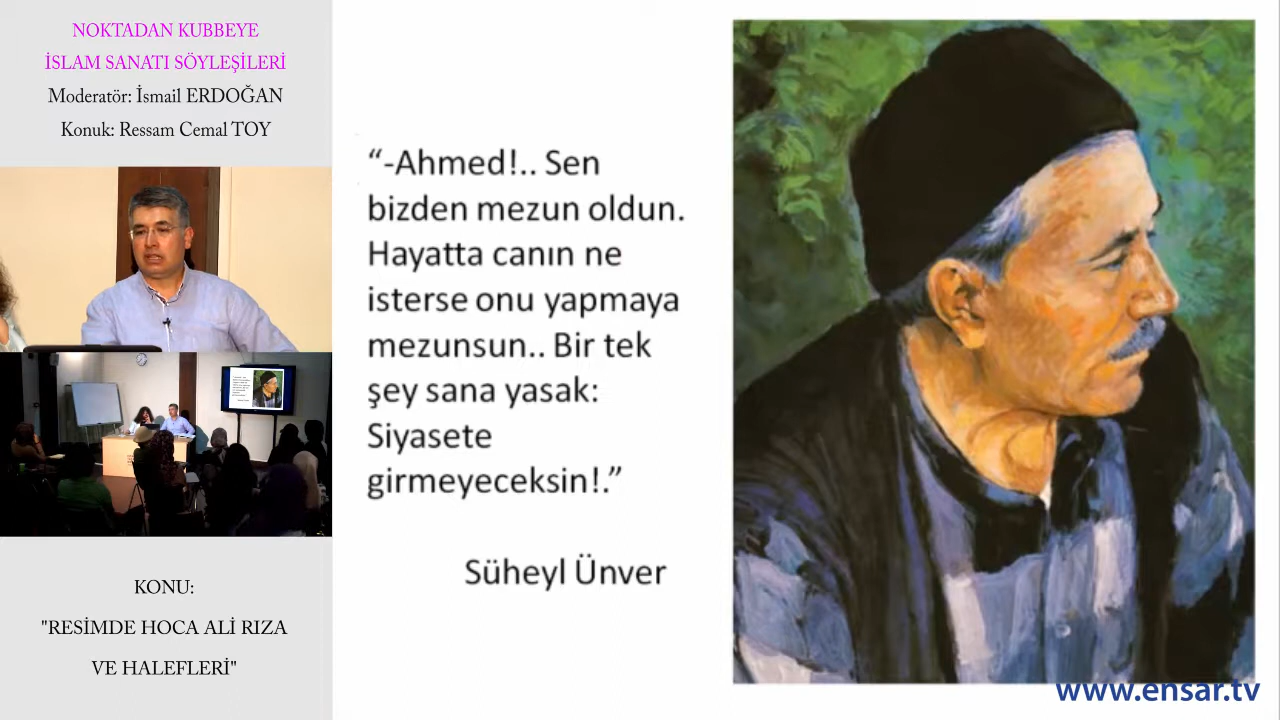 NOKTADAN KUBBEYE
İSLAM SANATI SÖYLEŞİLERİ
Moderatör: İsmail ERDOĞAN
Konuk: Ressam Cemal TOY
“-Ahmed!.. Sen
bizden mezun oldun.
Hayatta canın ne
isterse onu yapmaya
mezunsun.. Bir tek
şey sana yasak:
Siyasete
girmeyeceksin!.”
Süheyl Ünver
KONU:
"RESİMDE HOCA ALİ RIZA
VE HALEFLERİ"
www.ensar.tv